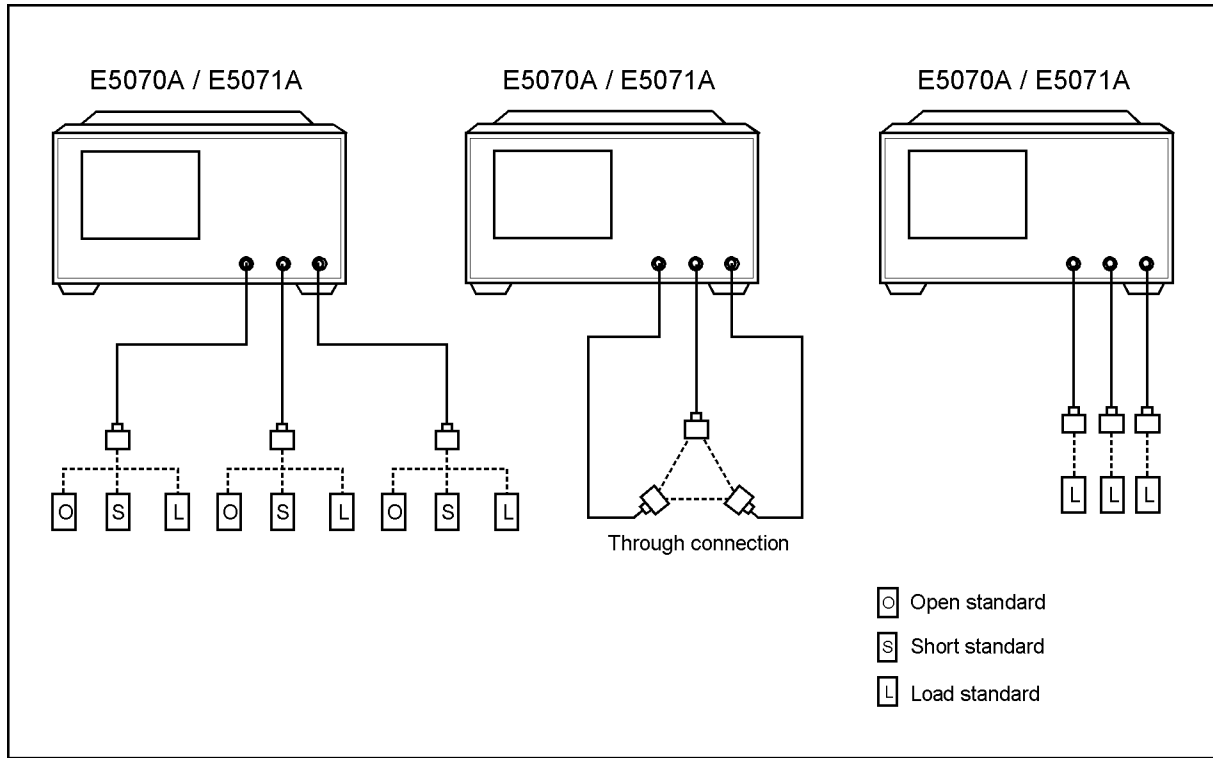 E5070A / E5071A E5070A / E5071A E5070A / E5071A
O S L O S L O S L
L L L
Through connection
O Open standard
S Short standard
L Load standard